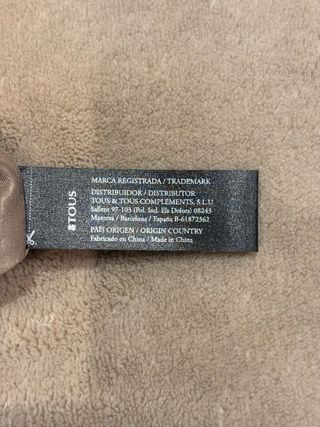 TOUS
MARCA REGISTRADA / TRADEMARK
DISTRIBUIDOR / DISTRIBUTOR
TOUS & TOUS COMPLEMENTS, S.L.U.
Sallent 97-103 (Pol. Ind. Els Dolors) 08243
Manresa / Barcelona / España B-61872362
PAÍS ORIGEN / ORIGIN COUNTRY
Fabricado en China / Made in China